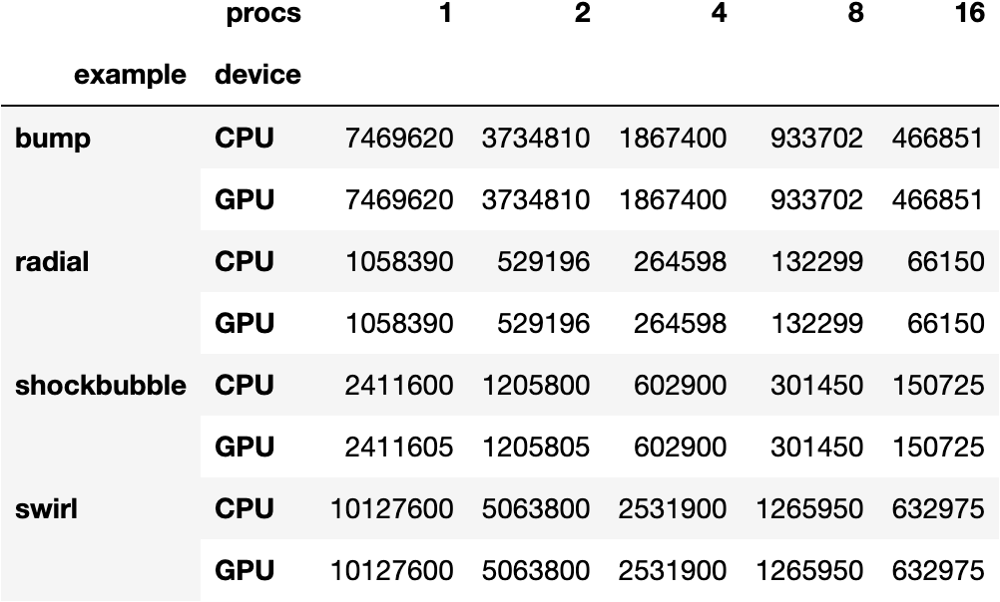 procs 1 2 4 8 16
example device
bump CPU 7469620 3734810 1867400 933702 466851
GPU 7469620 3734810 1867400 933702 466851
radial CPU 1058390 529196 264598 132299 66150
GPU 1058390 529196 264598 132299 66150
shockbubble CPU 2411600 1205800 602900 301450 150725
GPU 2411605 1205805 602900 301450 150725
swirl CPU 10127600 5063800 2531900 1265950 632975
GPU 10127600 5063800 2531900 1265950 632975